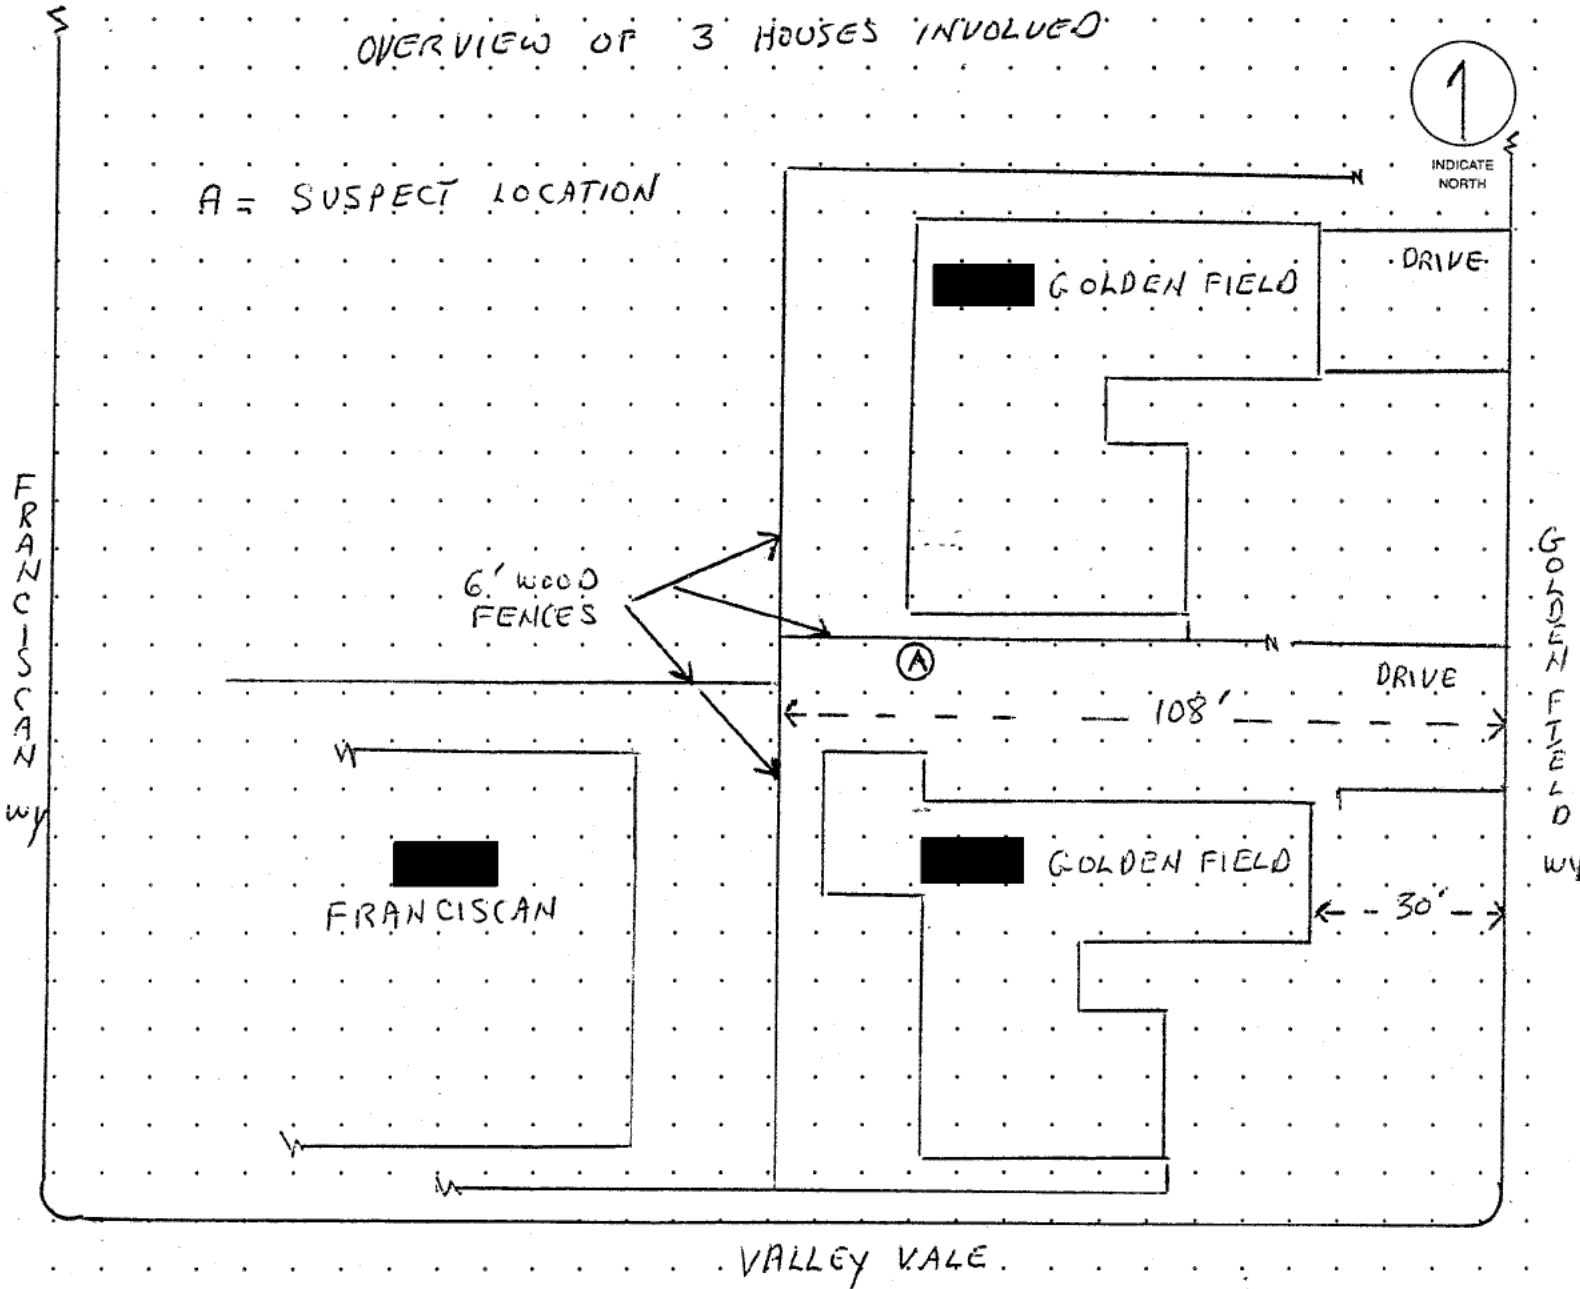 OVERVIEW OF 3 HOUSES INVOLVED
1
INDICATE
NORTH
A = SUSPECT LOCATION
DRIVE
GOLDEN FIELD
6' WOOD
FENCES
A
DRIVE
108'
GOLDEN FIELD
30'
FRANCISCAN
FRANCISCAN WY
GOLDEN FIELD WY
VALLEY VALE